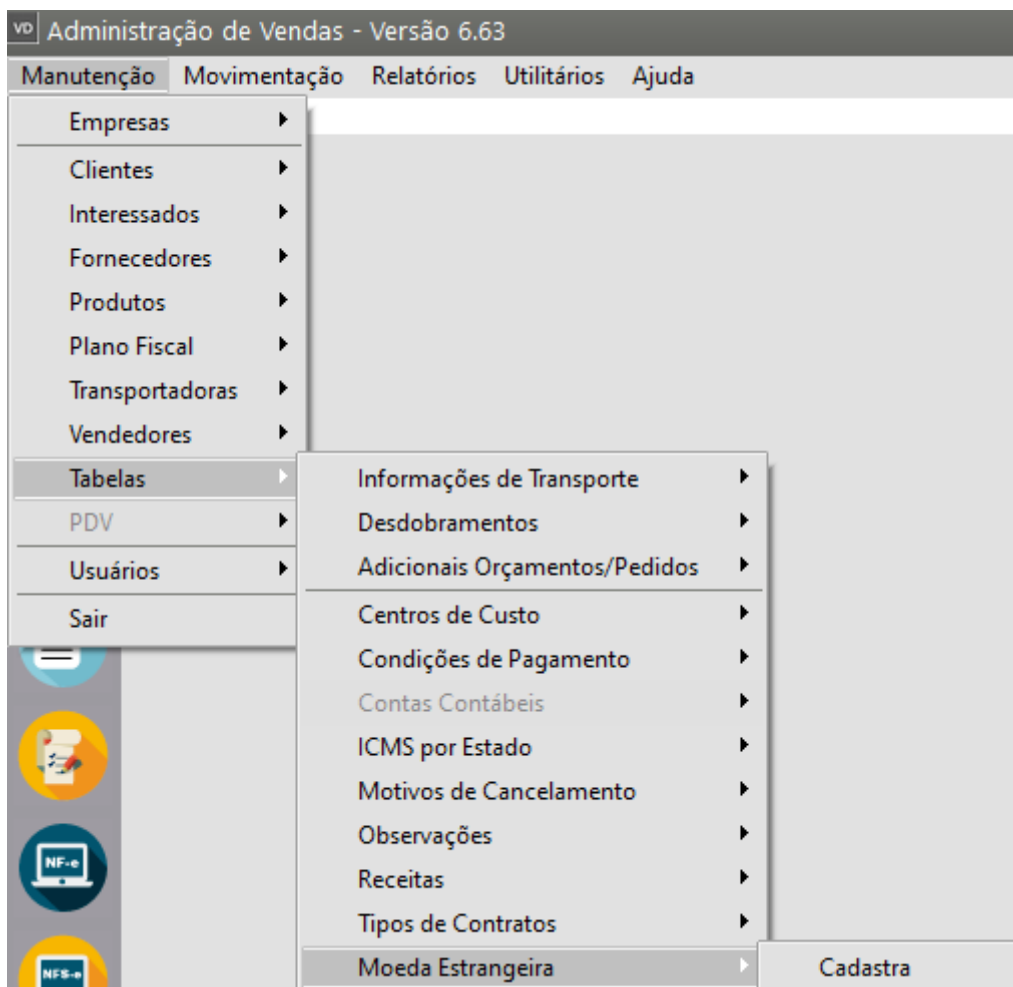 VD Administração de Vendas - Versão 6.63
Manutenção Movimentação Relatórios Utilitários Ajuda
Empresas
Clientes
Interessados
Fornecedores
Produtos
Plano Fiscal
Transportadoras
Vendedores
Tabelas
PDV
Usuários
Sair
Informações de Transporte
Desdobramentos
Adicionais Orçamentos/Pedidos
Centros de Custo
Condições de Pagamento
Contas Contábeis
ICMS por Estado
Motivos de Cancelamento
Observações
Receitas
Tipos de Contratos
Moeda Estrangeira
Cadastra
NF-e
NFS-e